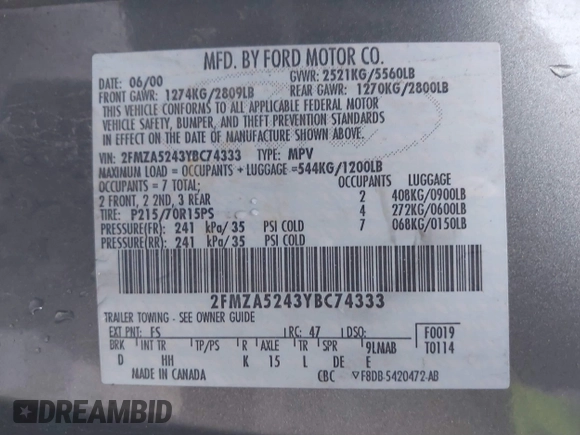 MFD. BY FORD MOTOR CO.
DATE: 06/00
GVWR: 2521KG/5560LB
FRONT GAWR: 1274KG/2809LB
REAR GAWR: 1270KG/2800LB
THIS VEHICLE CONFORMS TO ALL APPLICABLE FEDERAL MOTOR
VEHICLE SAFETY, BUMPER, AND THEFT PREVENTION STANDARDS
IN EFFECT ON THE DATE OF MANUFACTURE SHOWN ABOVE.
VIN: 2FMZA5243YBC74333 TYPE: MPV
MAXIMUM LOAD = OCCUPANTS + LUGGAGE =544KG/1200LB
OCCUPANTS = 7 TOTAL; OCCUPANTS LUGGAGE
2 FRONT, 2 2ND, 3 REAR 2 408KG/0900LB
TIRE: P215/70R15PS 4 272KG/0600LB
PRESSURE(FR): 241 kPa/ 35 PSI COLD 7 068KG/0150LB
PRESSURE(RR): 241 kPa/ 35 PSI COLD
2FMZA5243YBC74333
TRAILER TOWING - SEE OWNER GUIDE
EXT PNT: FS RC: 47 DSO: F0019
BRK INT TR TP/PS R AXLE TR SPR 9LMAB T0114
D HH K 15 L DE E
MADE IN CANADA CBC ▽F8DB-5420472-AB
DREAMBID